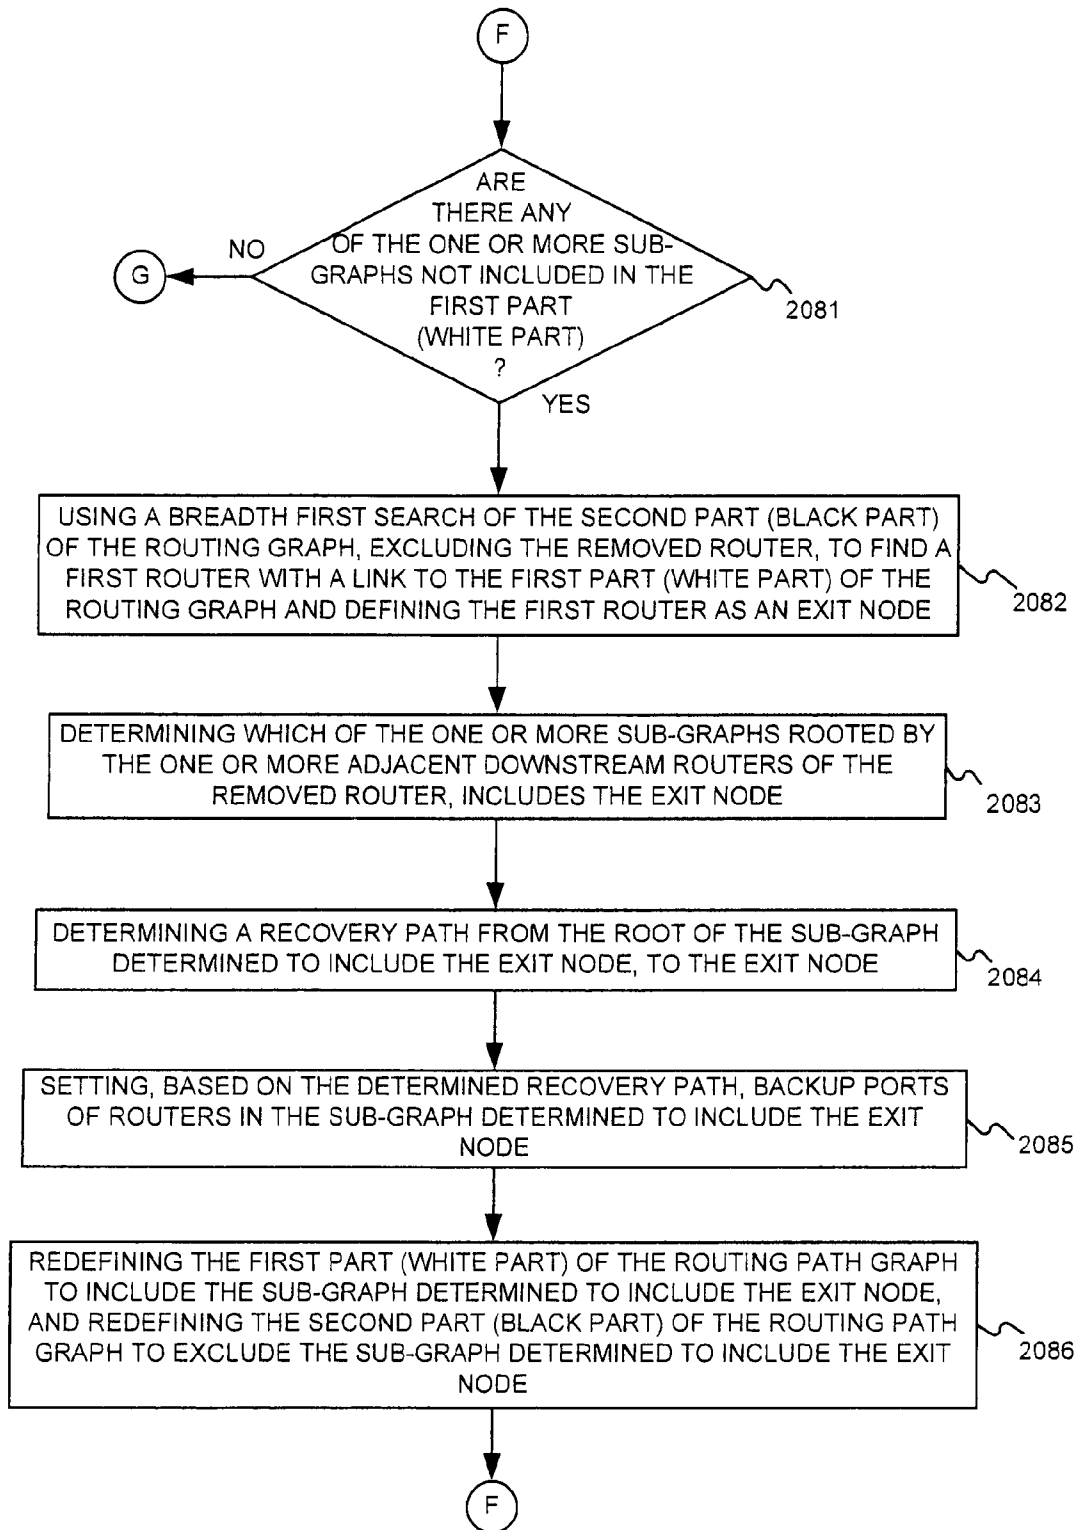 F
ARE
THERE ANY
OF THE ONE OR MORE SUB-
GRAPHS NOT INCLUDED IN THE
FIRST PART
(WHITE PART)
?
NO
G
2081
YES
USING A BREADTH FIRST SEARCH OF THE SECOND PART (BLACK PART)
OF THE ROUTING GRAPH, EXCLUDING THE REMOVED ROUTER, TO FIND A
FIRST ROUTER WITH A LINK TO THE FIRST PART (WHITE PART) OF THE
ROUTING GRAPH AND DEFINING THE FIRST ROUTER AS AN EXIT NODE
2082
DETERMINING WHICH OF THE ONE OR MORE SUB-GRAPHS ROOTED BY
THE ONE OR MORE ADJACENT DOWNSTREAM ROUTERS OF THE
REMOVED ROUTER, INCLUDES THE EXIT NODE
2083
DETERMINING A RECOVERY PATH FROM THE ROOT OF THE SUB-GRAPH
DETERMINED TO INCLUDE THE EXIT NODE, TO THE EXIT NODE
2084
SETTING, BASED ON THE DETERMINED RECOVERY PATH, BACKUP PORTS
OF ROUTERS IN THE SUB-GRAPH DETERMINED TO INCLUDE THE EXIT
NODE
2085
REDEFINING THE FIRST PART (WHITE PART) OF THE ROUTING PATH GRAPH
TO INCLUDE THE SUB-GRAPH DETERMINED TO INCLUDE THE EXIT NODE,
AND REDEFINING THE SECOND PART (BLACK PART) OF THE ROUTING PATH
GRAPH TO EXCLUDE THE SUB-GRAPH DETERMINED TO INCLUDE THE EXIT
NODE
2086
F